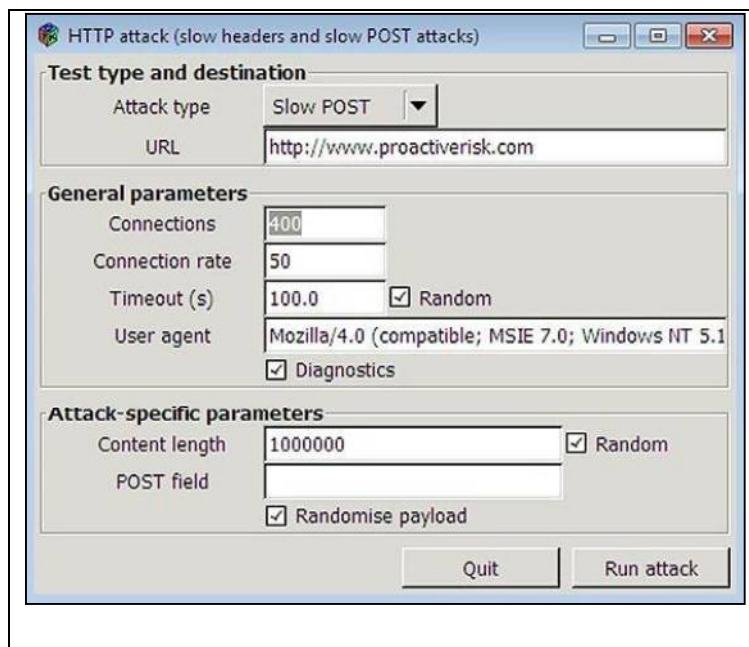 HTTP attack (slow headers and slow POST attacks)
Test type and destination
Attack type Slow POST
URL http://www.proactiverisk.com
General parameters
Connections 400
Connection rate 50
Timeout (s) 100.0 Random
User agent Mozilla/4.0 (compatible; MSIE 7.0; Windows NT 5.1
Diagnostics
Attack-specific parameters
Content length 1000000 Random
POST field
Randomise payload
Quit Run attack